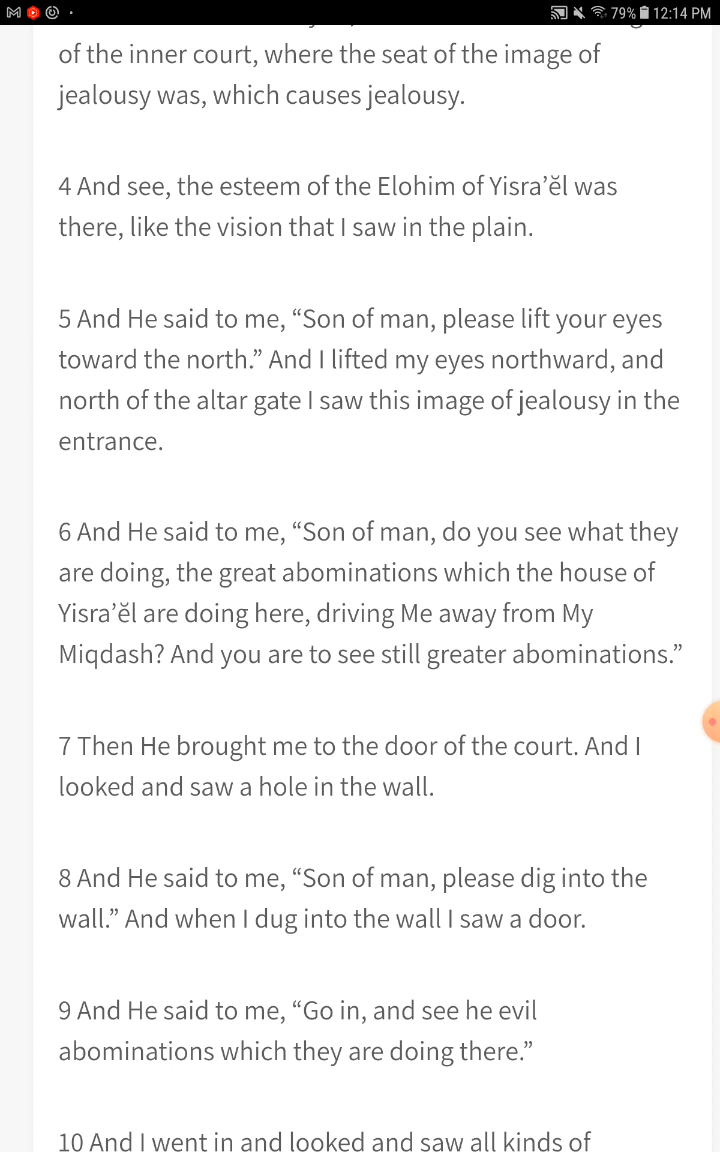 79% 12:14 PM
of the inner court, where the seat of the image of
jealousy was, which causes jealousy.
4 And see, the esteem of the Elohim of Yisra’ĕl was
there, like the vision that I saw in the plain.
5 And He said to me, “Son of man, please lift your eyes
toward the north.” And I lifted my eyes northward, and
north of the altar gate I saw this image of jealousy in the
entrance.
6 And He said to me, “Son of man, do you see what they
are doing, the great abominations which the house of
Yisra’ĕl are doing here, driving Me away from My
Miqdash? And you are to see still greater abominations.”
7 Then He brought me to the door of the court. And I
looked and saw a hole in the wall.
8 And He said to me, “Son of man, please dig into the
wall.” And when I dug into the wall I saw a door.
9 And He said to me, “Go in, and see he evil
abominations which they are doing there.”
10 And I went in and looked and saw all kinds of